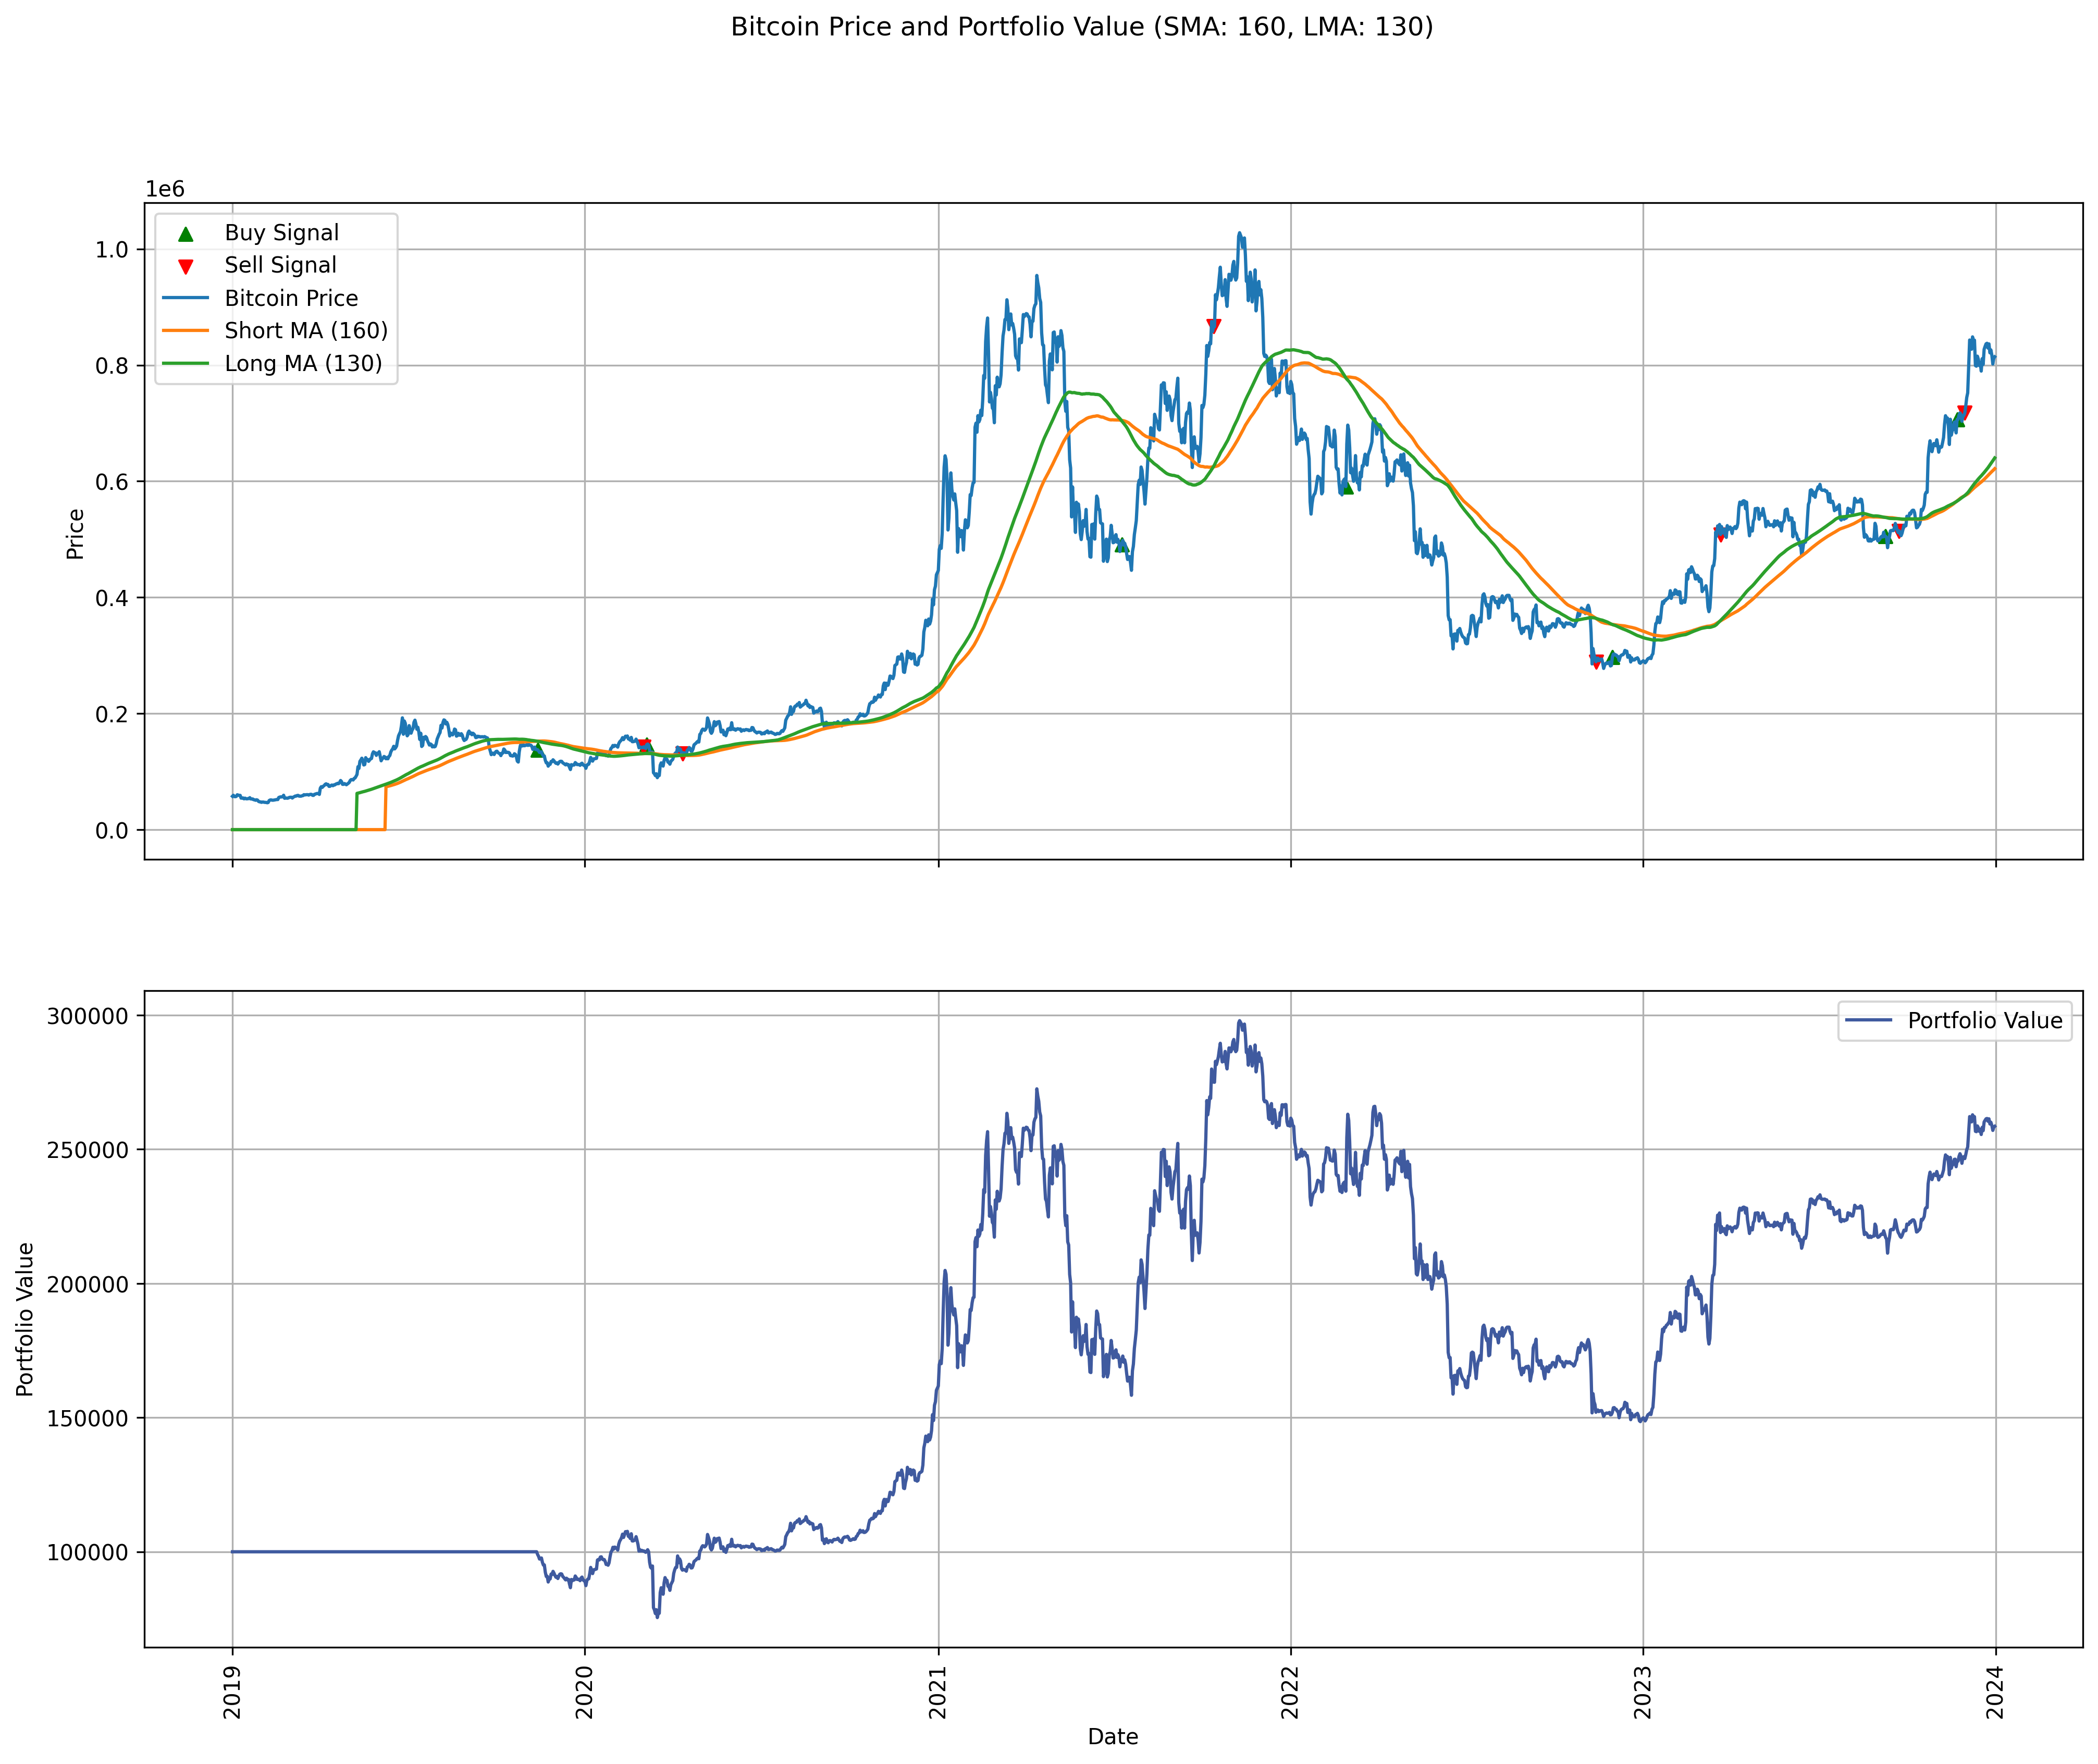 Bitcoin Price and Portfolio Value (SMA: 160, LMA: 130)
1e6
Buy Signal
Sell Signal
Bitcoin Price
Short MA (160)
Long MA (130)
1.0
0.8
0.6
0.4
0.2
0.0
Price
Portfolio Value
300000
250000
200000
150000
100000
Portfolio Value
2019
2020
2021
2022
2023
2024
Date